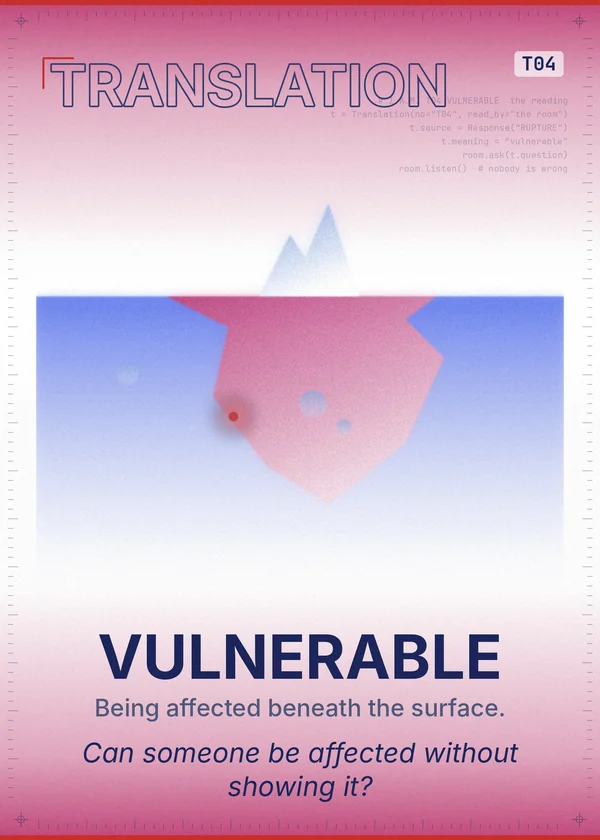 TRANSLATION
T04
VULNERABLE the reading
t = Translation(no="T04", read_by="the room")
t.source = Response("RUPTURE")
t.meaning = "vulnerable"
room.ask(t.question)
room.listen() # nobody is wrong
VULNERABLE
Being affected beneath the surface.
Can someone be affected without
showing it?